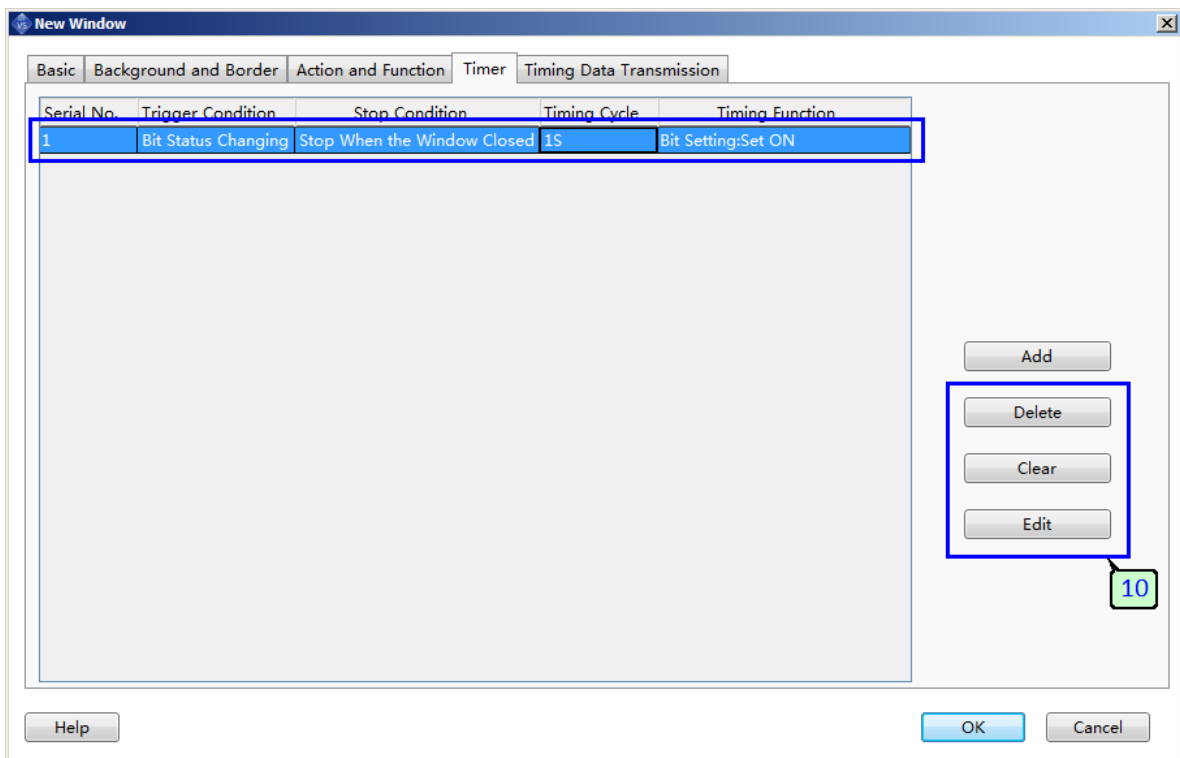 New Window
Basic Background and Border Action and Function Timer Timing Data Transmission
Serial No. Trigger Condition Stop Condition Timing Cycle Timing Function
1 Bit Status Changing Stop When the Window Closed 1S Bit Setting:Set ON
Add
Delete
Clear
Edit
10
Help OK Cancel